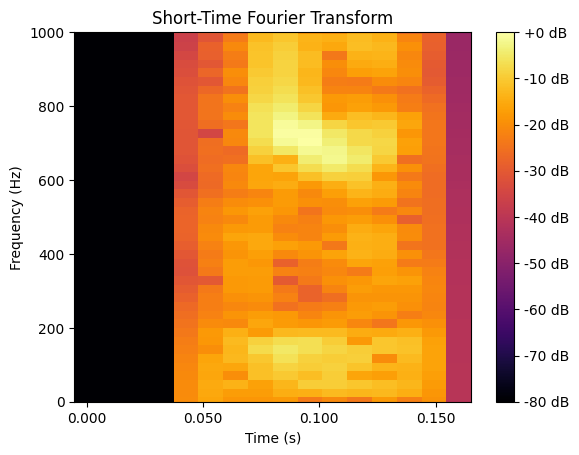 Short-Time Fourier Transform
1000
800
600
400
200
0
Frequency (Hz)
0.000
0.050
0.100
0.150
Time (s)
+0 dB
-10 dB
-20 dB
-30 dB
-40 dB
-50 dB
-60 dB
-70 dB
-80 dB